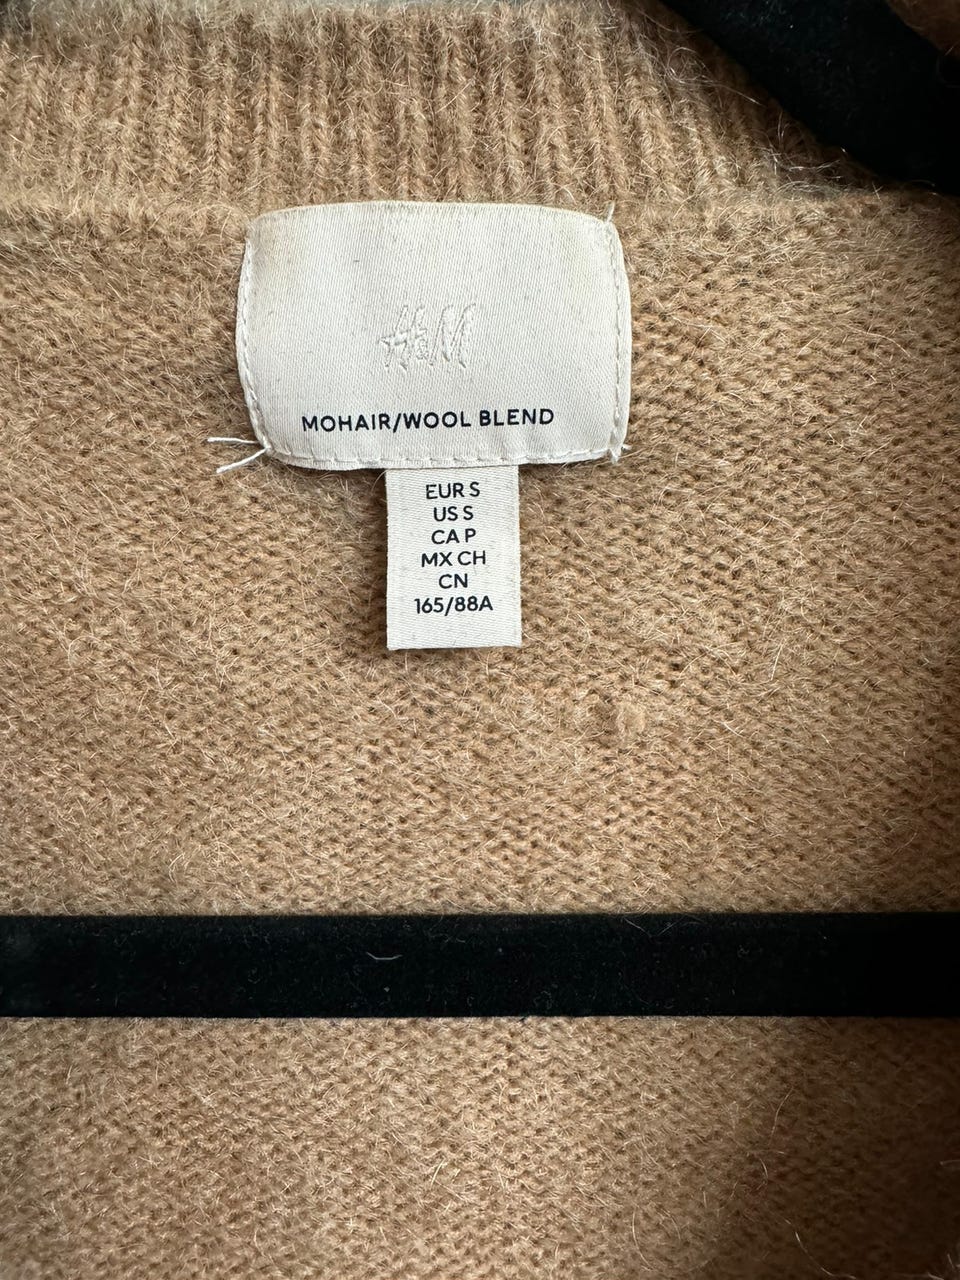 H&M
MOHAIR/WOOL BLEND
EUR S
US S
CA P
MX CH
CN
165/88A